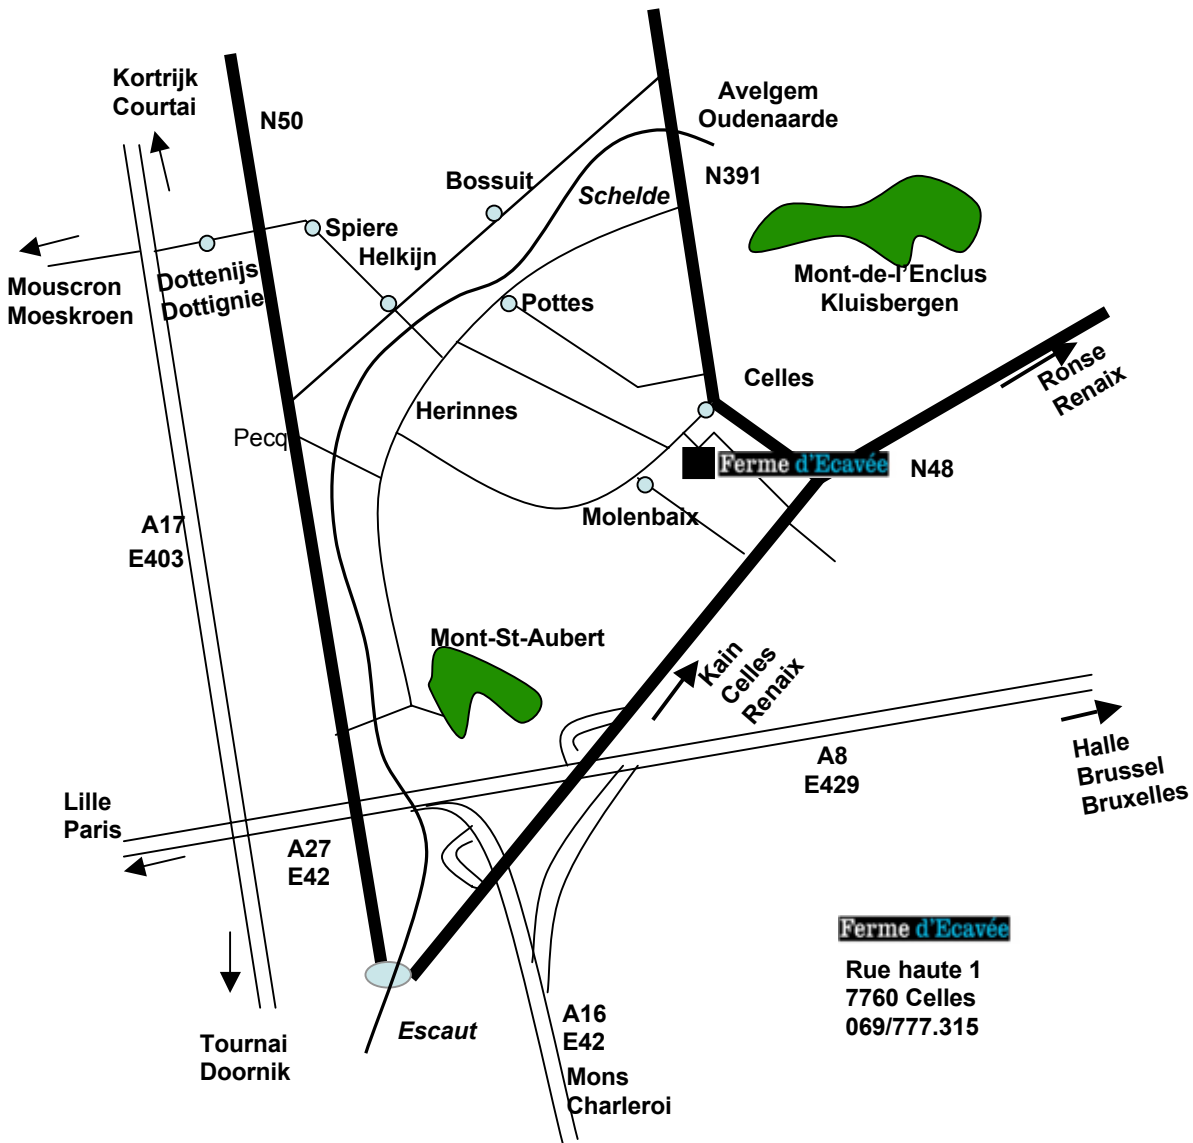 Kortrijk
Courtai
N50
Avelgem
Oudenaarde
N391
Bossuit
Schelde
Spiere
Helkijn
Dottenijs
Dottignie
Mouscron
Moeskroen
Mont-de-l'Enclus
Kluisbergen
Pottes
Ronse
Renaix
Celles
Herinnes
Pecq
Ferme d'Ecavée
N48
Molenbaix
A17
E403
Mont-St-Aubert
Kain
Celles
Renaix
A8
E429
Halle
Brussel
Bruxelles
Lille
Paris
A27
E42
Ferme d'Ecavée
Rue haute 1
7760 Celles
069/777.315
A16
E42
Escaut
Tournai
Doornik
Mons
Charleroi